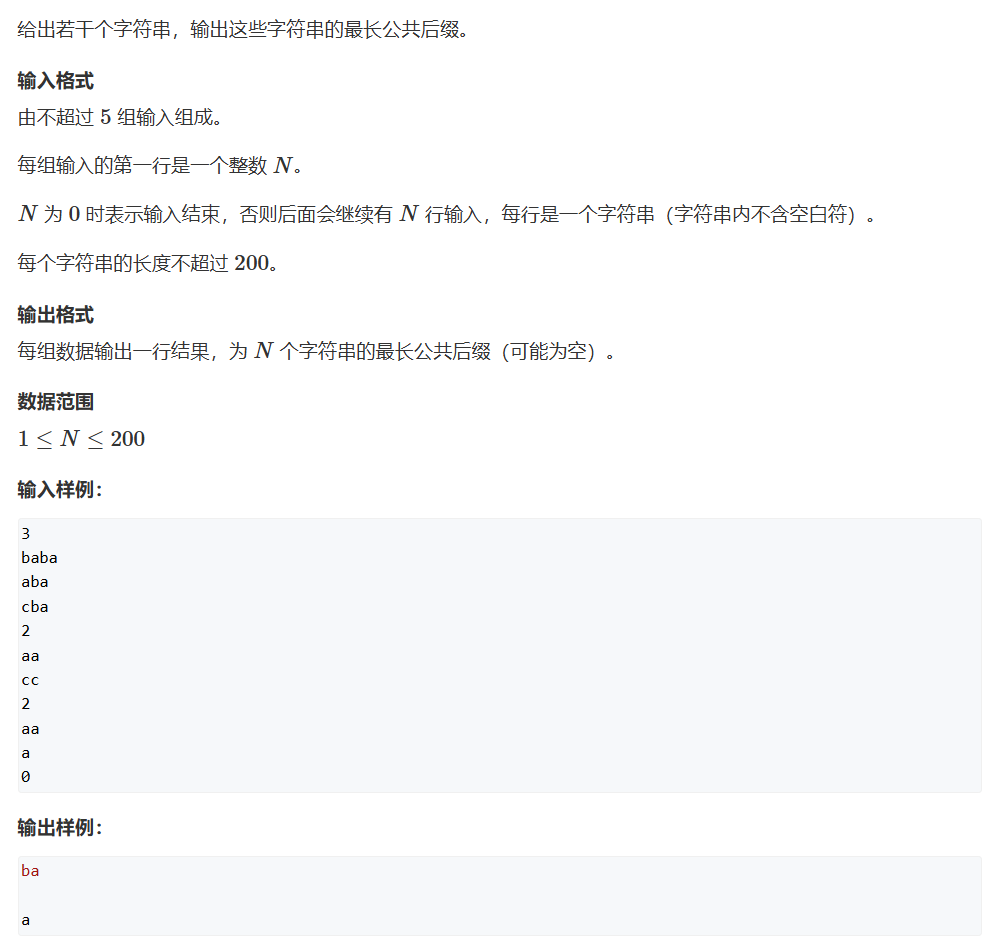 给出若干个字符串，输出这些字符串的最长公共后缀。
输入格式
由不超过 5 组输入组成。
每组输入的第一行是一个整数 N。
N 为 0 时表示输入结束，否则后面会继续有 N 行输入，每行是一个字符串（字符串内不含空白符）。
每个字符串的长度不超过 200。
输出格式
每组数据输出一行结果，为 N 个字符串的最长公共后缀（可能为空）。
数据范围
1 ≤ N ≤ 200
输入样例：
3
baba
aba
cba
2
aa
cc
2
aa
a
0
输出样例：
ba
a